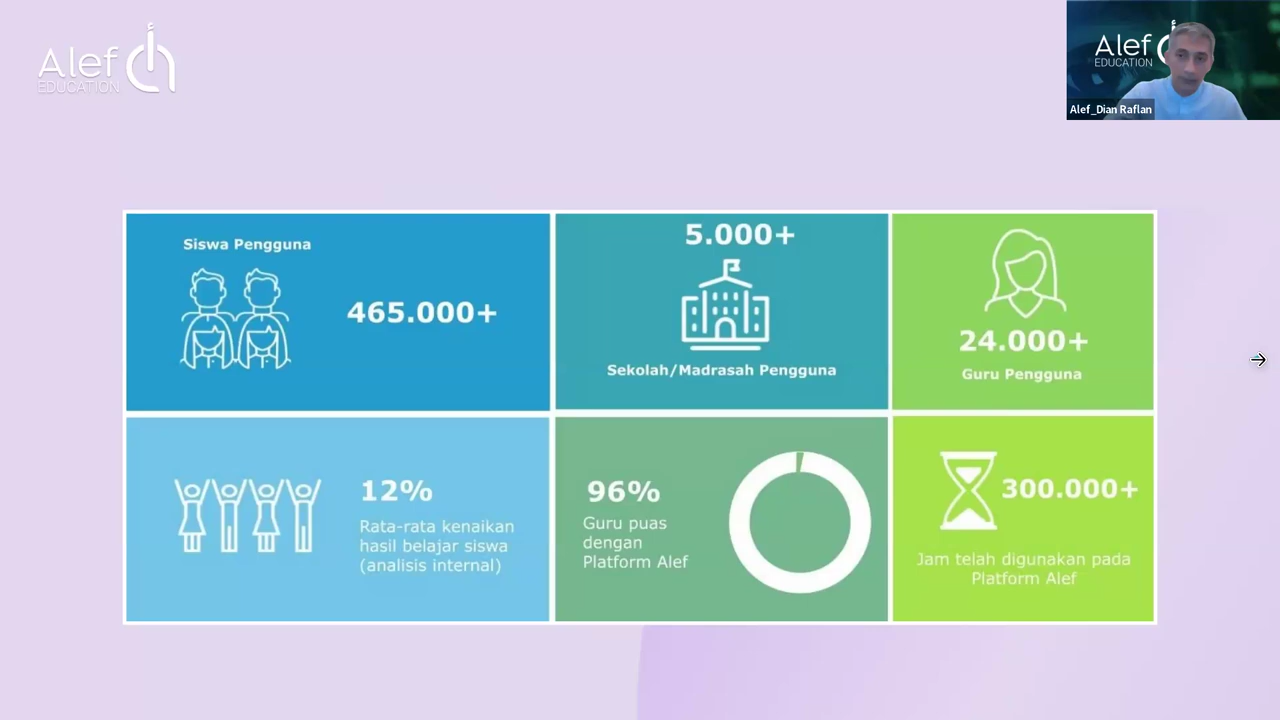 Alef
EDUCATION
Alef
EDUCATION
Alef_Dian Raflan
Siswa Pengguna
465.000+
5.000+
Sekolah/Madrasah Pengguna
24.000+
Guru Pengguna
12%
Rata-rata kenaikan
hasil belajar siswa
(analisis internal)
96%
Guru puas
dengan
Platform Alef
300.000+
Jam telah digunakan pada
Platform Alef